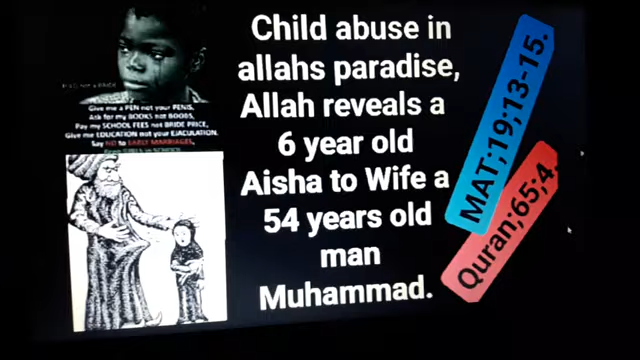 Give me a PEN not your PENIS,
Ask for my BOOKS not BOOBS,
Pay my SCHOOL FEES not BRIDE PRICE,
Give me EDUCATION not your EJACULATION.
Say NO to EARLY MARRIAGES,
Child abuse in
allahs paradise,
Allah reveals a
6 year old
Aisha to Wife a
54 years old
man
Muhammad.
MAT;19;13-15.
Quran;65;4.